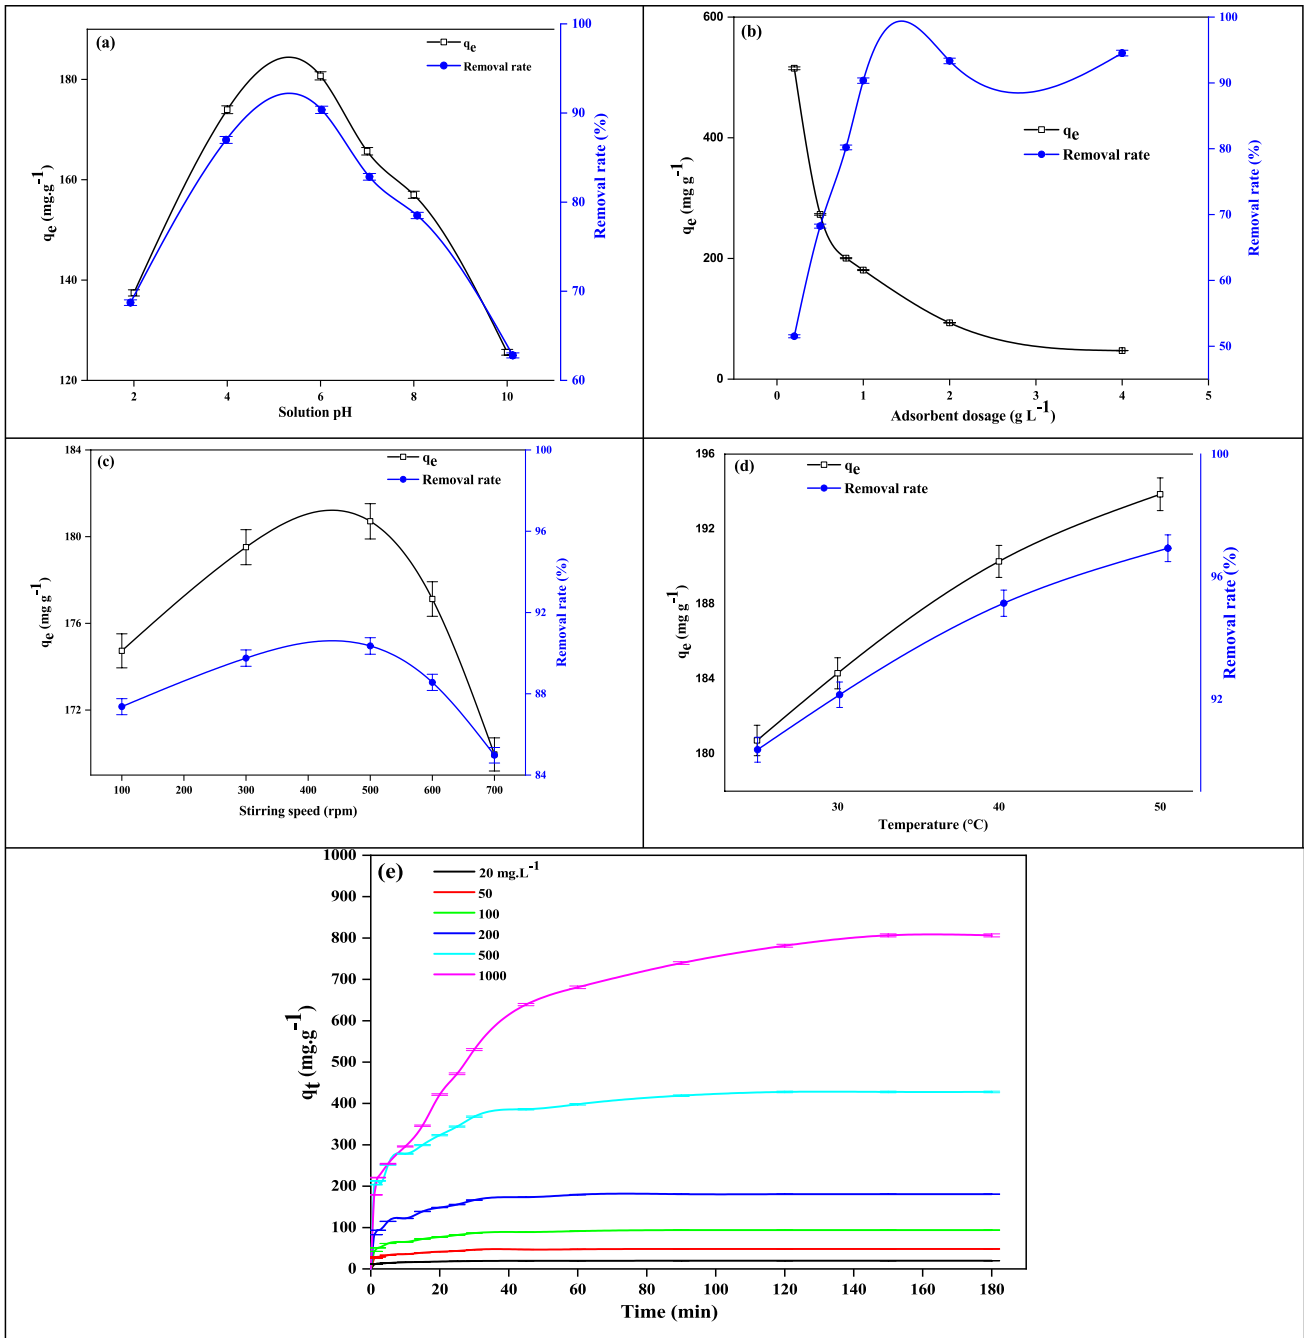 (a)
qe
Removal rate
180
160
140
120
qe (mg.g-1)
100
90
80
70
60
Removal rate (%)
2 4 6 8 10
Solution pH
(b)
qe
Removal rate
600
400
200
0
qe (mg g-1)
100
90
80
70
60
50
Removal rate (%)
0 1 2 3 4 5
Adsorbent dosage (g L-1)
(c)
qe
Removal rate
184
180
176
172
qe (mg g-1)
100
96
92
88
84
Removal rate (%)
100 200 300 400 500 600 700
Stirring speed (rpm)
(d)
qe
Removal rate
196
192
188
184
180
qe (mg g-1)
100
96
92
Removal rate (%)
30 40 50
Temperature (°C)
(e)
20 mg.L-1
50
100
200
500
1000
1000
900
800
700
600
500
400
300
200
100
0
qt (mg.g-1)
0 20 40 60 80 100 120 140 160 180
Time (min)